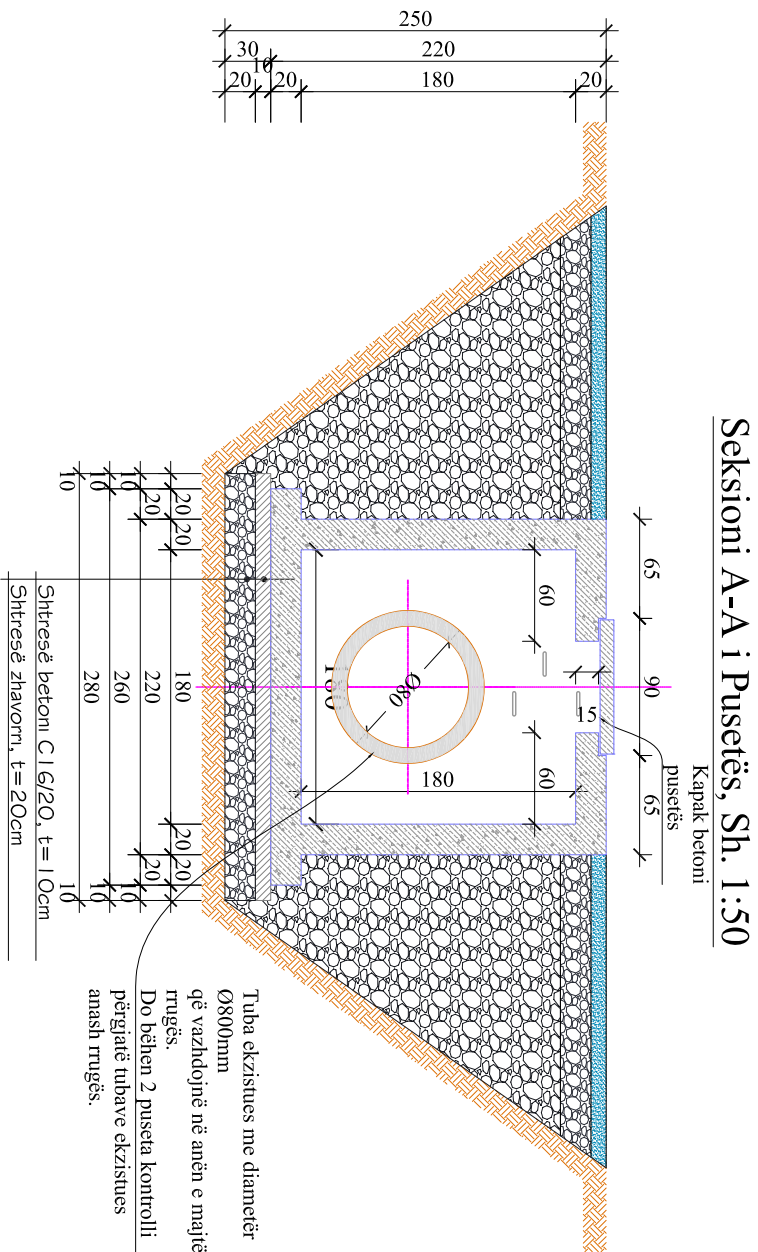 Seksioni A-A i Pusetës, Sh. 1:50
Kapak betoni
pusetës
65
90
65
20
180
20
10
20
220
30
250
60
15
60
180
Ø80
180
20
20
180
20
20
10
20
220
20
10
10
260
10
10
280
10
Shtresë betoni C16/20, t=10cm
Shtresë zhavorri, t=20cm
Tuba ekzistues me diametër
Ø800mm
që vazhdojnë në anën e majtë
rrugës.
Do bëhen 2 puseta kontrolli
përgjatë tubave ekzistues
anash rrugës.